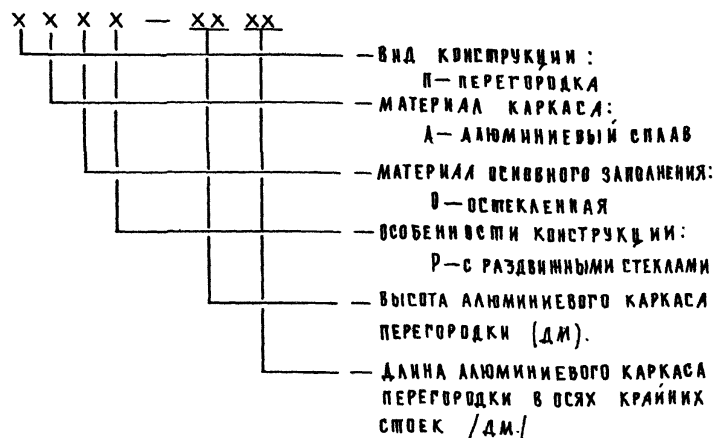 Х Х Х Х — ХХ ХХ
— ВИД КОНСТРУКЦИИ:
П — ПЕРЕГОРОДКА
— МАТЕРИАЛ КАРКАСА:
А — АЛЮМИНИЕВЫЙ СПЛАВ
— МАТЕРИАЛ ОСНОВНОГО ЗАПОЛНЕНИЯ:
О — ОСТЕКЛЕННАЯ
— ОСОБЕННОСТИ КОНСТРУКЦИИ:
Р — С РАЗДВИЖНЫМИ СТЕКЛАМИ
— ВЫСОТА АЛЮМИНИЕВОГО КАРКАСА
ПЕРЕГОРОДКИ (ДМ).
— ДЛИНА АЛЮМИНИЕВОГО КАРКАСА
ПЕРЕГОРОДКИ В ОСЯХ КРАЙНИХ
СТОЕК /ДМ./